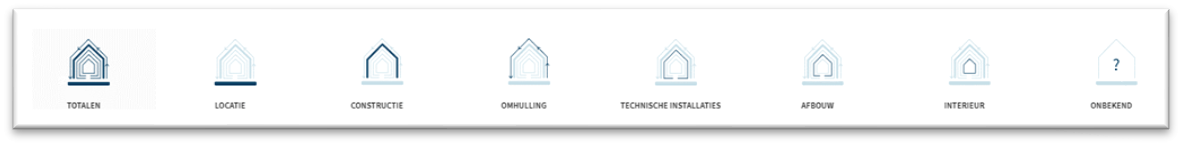 ?
TOTALEN LOCATIE CONSTRUCTIE OMHULLING TECHNISCHE INSTALLATIES AFBOUW INTERIEUR ONBEKEND